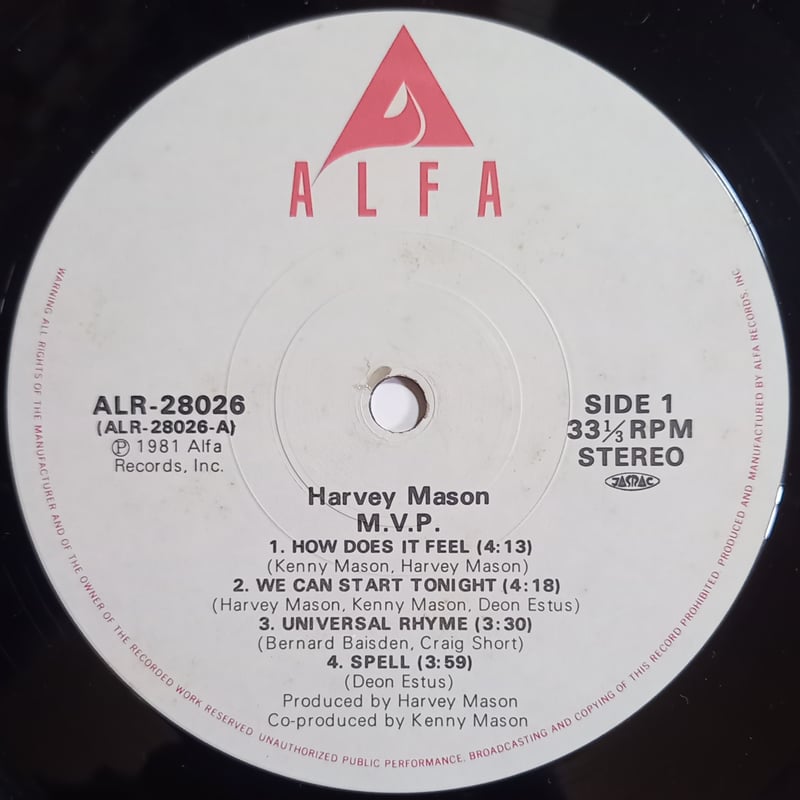 ALFA
ALR-28026
(ALR-28026-A)
℗ 1981 Alfa
Records, Inc.
SIDE 1
33⅓ RPM
STEREO
JASRAC
Harvey Mason
M.V.P.
1. HOW DOES IT FEEL (4:13)
(Kenny Mason, Harvey Mason)
2. WE CAN START TONIGHT (4:18)
(Harvey Mason, Kenny Mason, Deon Estus)
3. UNIVERSAL RHYME (3:30)
(Bernard Baisden, Craig Short)
4. SPELL (3:59)
(Deon Estus)
Produced by Harvey Mason
Co-produced by Kenny Mason
WARNING ALL RIGHTS OF THE MANUFACTURER AND OF THE OWNER OF THE RECORDED WORK RESERVED UNAUTHORIZED PUBLIC PERFORMANCE, BROADCASTING AND COPYING OF THIS RECORD PROHIBITED PRODUCED AND MANUFACTURED BY ALFA RECORDS, INC